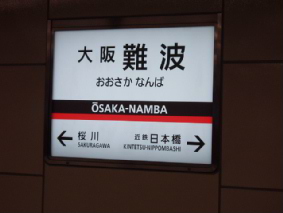 大阪難波
おおさか なんば
ŌSAKA-NAMBA
← 桜川 近鉄日本橋 →
SAKURAGAWA KINTETSU-NIPPOMBASHI